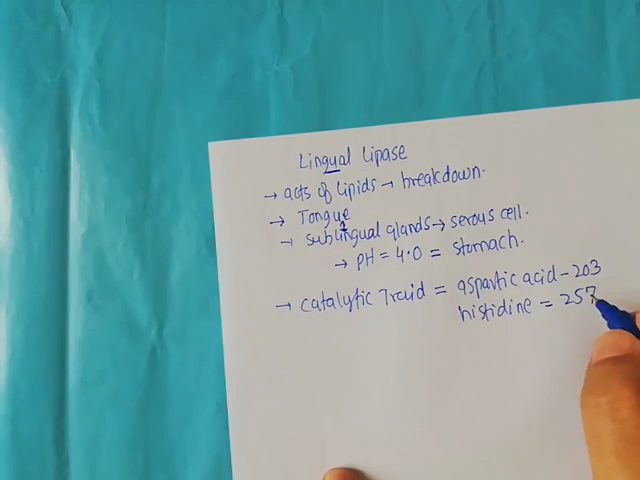 Lingual Lipase
→ acts of lipids → breakdown.
→ Tongue
→ sublingual glands → serous cell.
→ PH = 4.0 = stomach.
→ Catalytic Traid = aspartic acid - 203
histidine = 257